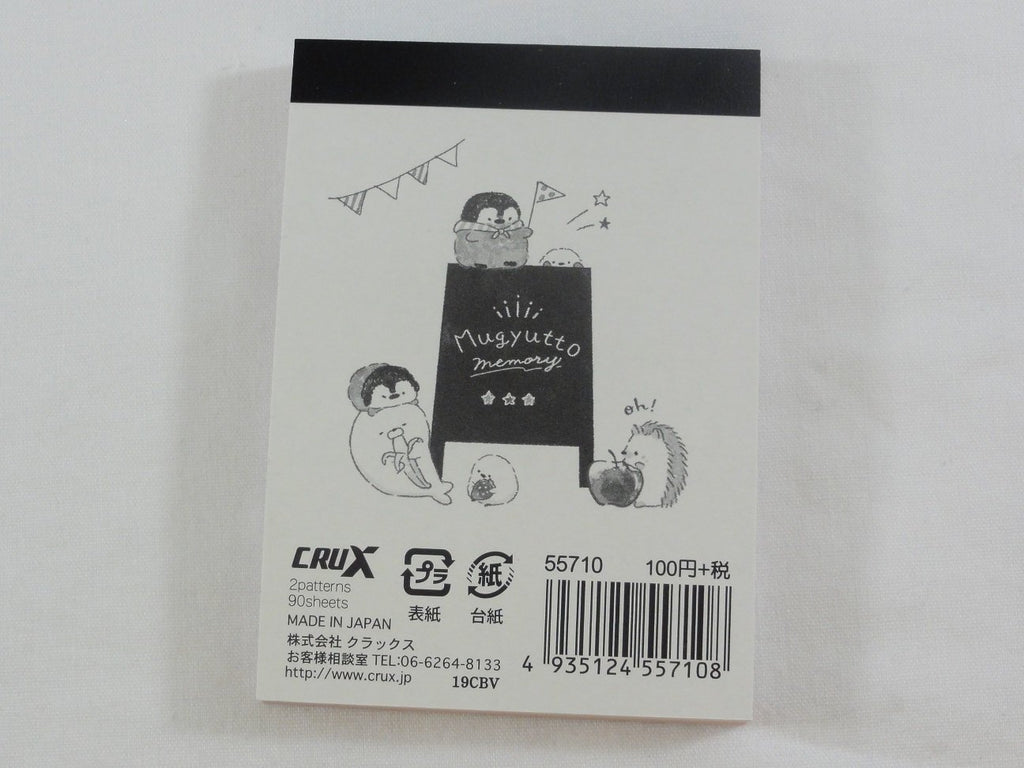 Mugyutto
memory
oh!
CRUX
2patterns
90sheets
MADE IN JAPAN
株式会社 クラックス
お客様相談室 TEL:06-6264-8133
http://www.crux.jp
19CBV
プラ
表紙
紙
台紙
55710 100円+税
4 935124 557108